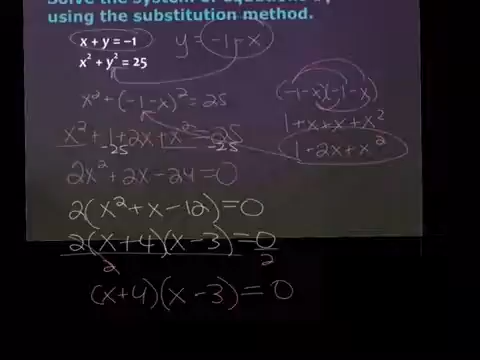 Solve the system of equations by
using the substitution method.
x + y = −1
y = −1−x
x² + y² = 25
x² + (−1−x)² = 25
(−1−x)(−1−x)
1+x+x+x²
1+2x+x²
x² + 1 + 2x + x² = 25
−25 −25
2x² + 2x − 24 = 0
2(x² + x − 12) = 0
2(x+4)(x−3) = 0
2 2
(x+4)(x−3) = 0